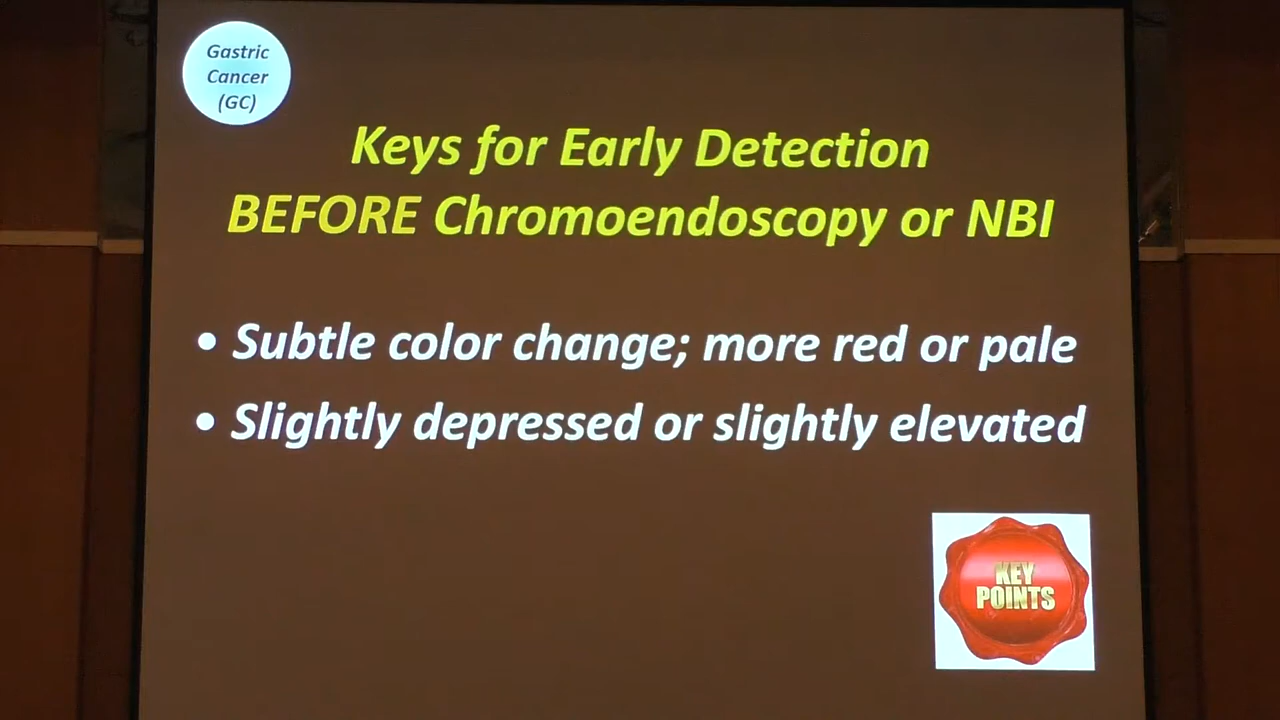 Gastric
Cancer
(GC)
Keys for Early Detection
BEFORE Chromoendoscopy or NBI
• Subtle color change; more red or pale
• Slightly depressed or slightly elevated
KEY
POINTS